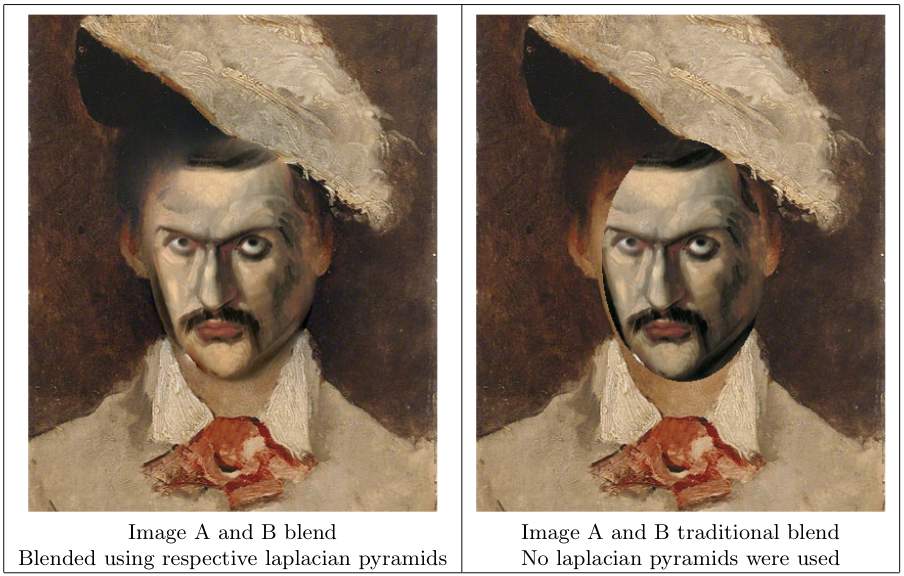 Image A and B blend
Blended using respective laplacian pyramids
Image A and B traditional blend
No laplacian pyramids were used